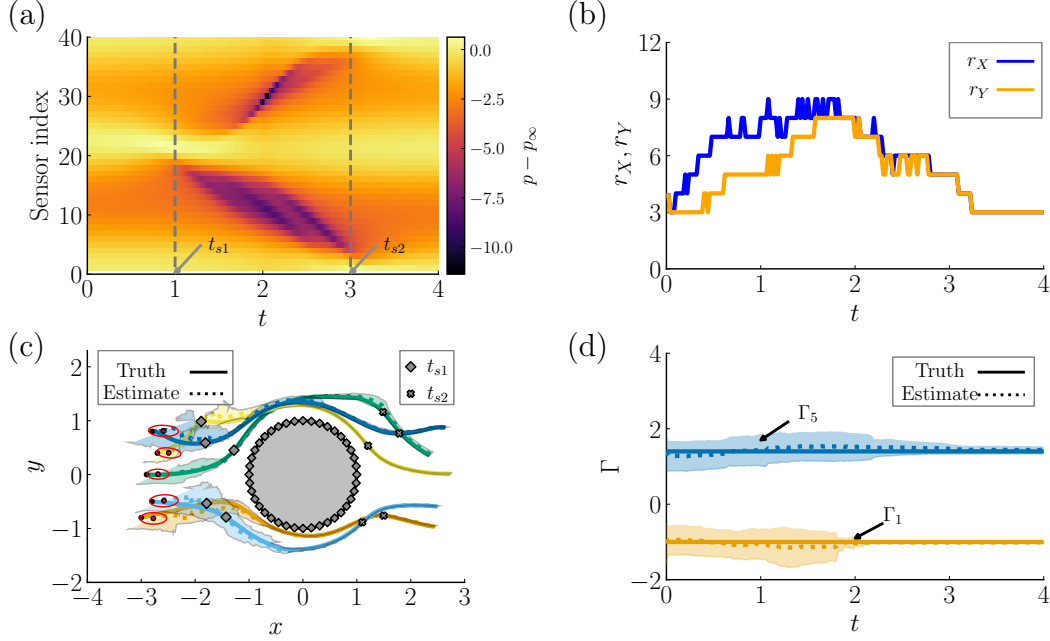 (a)
40
30
20
10
0
Sensor index
0
1
2
3
4
t
t_{s1}
t_{s2}
0.0
−2.5
−5.0
−7.5
−10.0
p − p_∞
(b)
12
9
6
3
r_X, r_Y
0
1
2
3
4
t
r_X
r_Y
(c)
2
1
0
−1
−2
y
−4
−3
−2
−1
0
1
2
3
x
Truth
Estimate
t_{s1}
t_{s2}
(d)
4
2
0
−2
Γ
0
1
2
3
4
t
Truth
Estimate
Γ_5
Γ_1